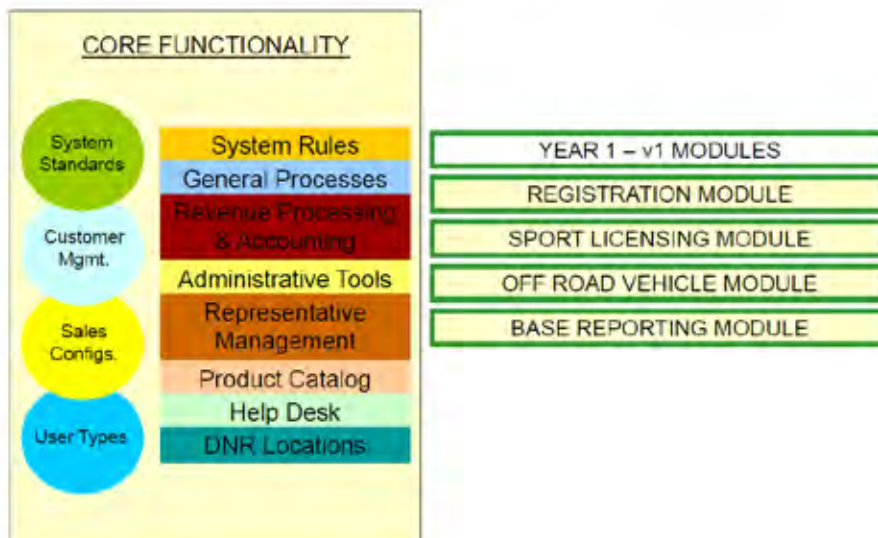 CORE FUNCTIONALITY
System
Standards
Customer
Mgmt.
Sales
Configs.
User Types
System Rules
General Processes
Revenue Processing
& Accounting
Administrative Tools
Representative
Management
Product Catalog
Help Desk
DNR Locations
YEAR 1 – v1 MODULES
REGISTRATION MODULE
SPORT LICENSING MODULE
OFF ROAD VEHICLE MODULE
BASE REPORTING MODULE